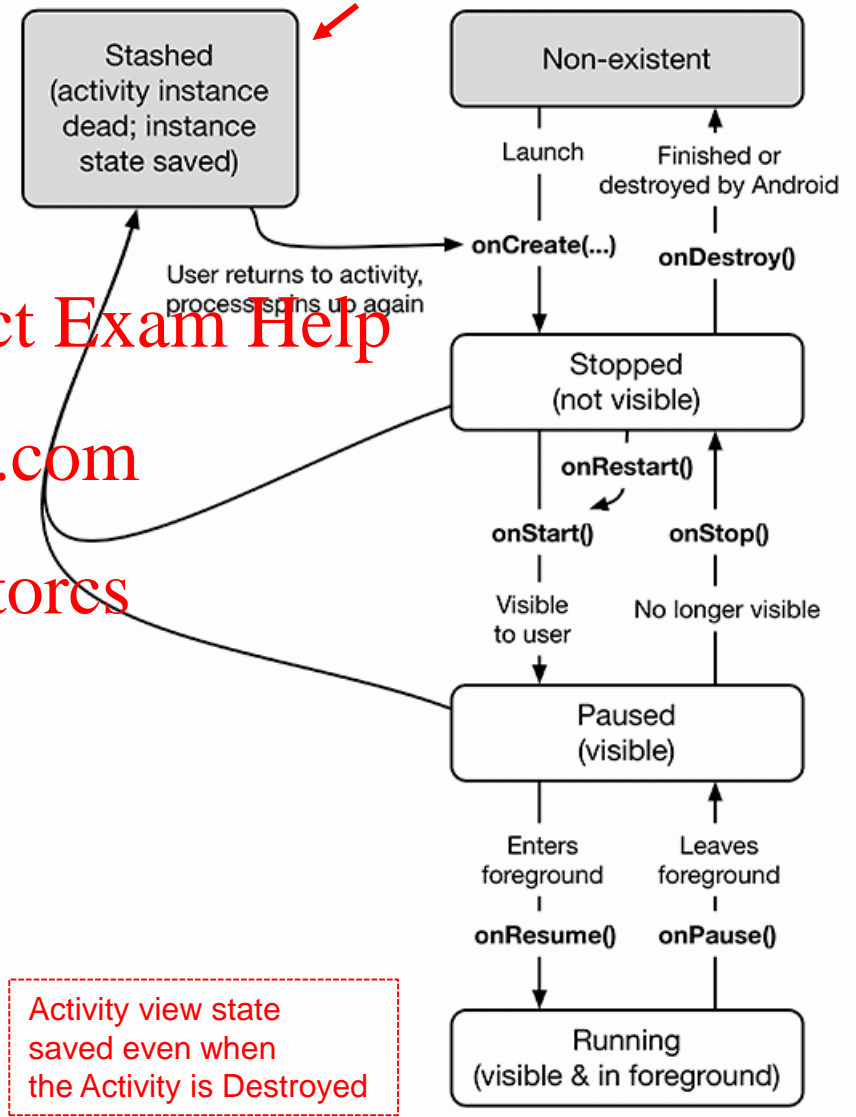 Stashed
(activity instance
dead; instance
state saved)
Non-existent
Launch
Finished or
destroyed by Android
onCreate(...)
onDestroy()
User returns to activity,
process spins up again
ct Exam Help
Stopped
(not visible)
.com
onRestart()
onStart()
onStop()
torcs
Visible
to user
No longer visible
Paused
(visible)
Enters
foreground
Leaves
foreground
onResume()
onPause()
Activity view state
saved even when
the Activity is Destroyed
Running
(visible & in foreground)